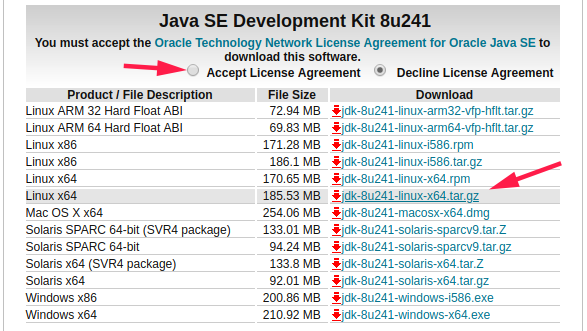 Java SE Development Kit 8u241
You must accept the Oracle Technology Network License Agreement for Oracle Java SE to
download this software.
Accept License Agreement Decline License Agreement
Product / File Description File Size Download
Linux ARM 32 Hard Float ABI 72.94 MB jdk-8u241-linux-arm32-vfp-hflt.tar.gz
Linux ARM 64 Hard Float ABI 69.83 MB jdk-8u241-linux-arm64-vfp-hflt.tar.gz
Linux x86 171.28 MB jdk-8u241-linux-i586.rpm
Linux x86 186.1 MB jdk-8u241-linux-i586.tar.gz
Linux x64 170.65 MB jdk-8u241-linux-x64.rpm
Linux x64 185.53 MB jdk-8u241-linux-x64.tar.gz
Mac OS X x64 254.06 MB jdk-8u241-macosx-x64.dmg
Solaris SPARC 64-bit (SVR4 package) 133.01 MB jdk-8u241-solaris-sparcv9.tar.Z
Solaris SPARC 64-bit 94.24 MB jdk-8u241-solaris-sparcv9.tar.gz
Solaris x64 (SVR4 package) 133.8 MB jdk-8u241-solaris-x64.tar.Z
Solaris x64 92.01 MB jdk-8u241-solaris-x64.tar.gz
Windows x86 200.86 MB jdk-8u241-windows-i586.exe
Windows x64 210.92 MB jdk-8u241-windows-x64.exe